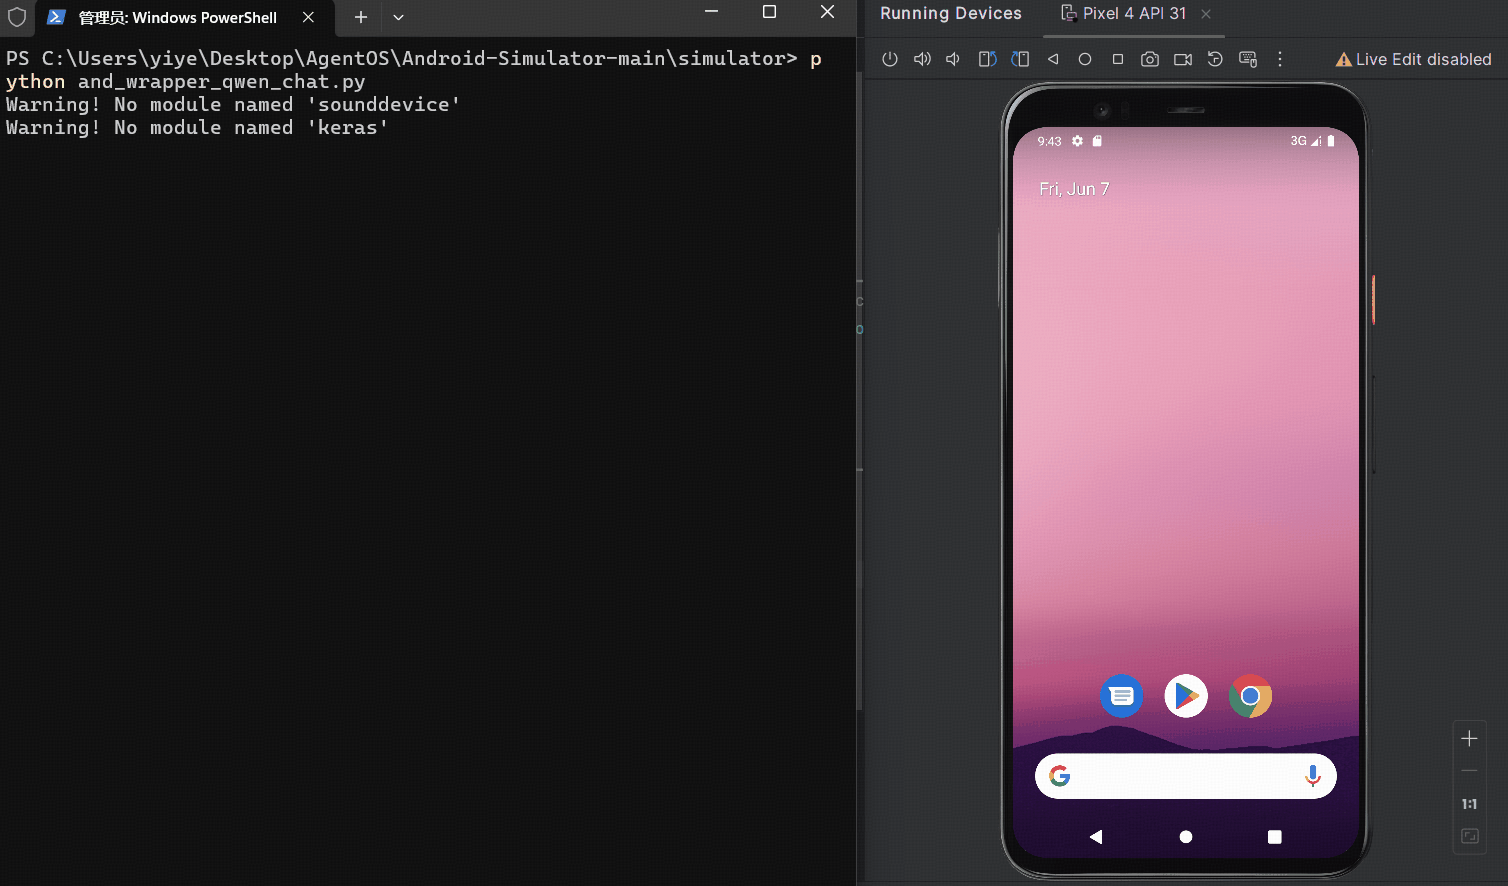 管理员: Windows PowerShell
PS C:\Users\yiye\Desktop\AgentOS\Android-Simulator-main\simulator> p
ython and_wrapper_qwen_chat.py
Warning! No module named 'sounddevice'
Warning! No module named 'keras'
Running Devices
Pixel 4 API 31
Live Edit disabled
9:43
3G
Fri, Jun 7
1:1